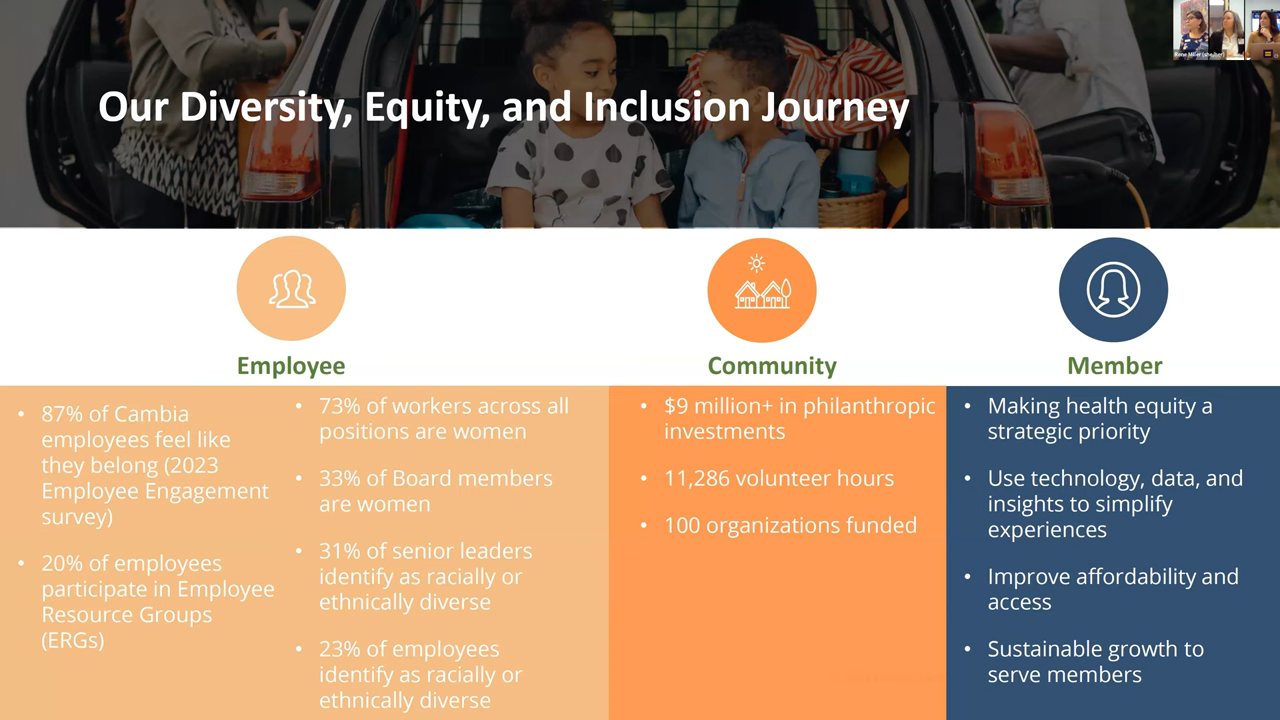 Our Diversity, Equity, and Inclusion Journey
Employee
87% of Cambia
employees feel like
they belong (2023
Employee Engagement
survey)
20% of employees
participate in Employee
Resource Groups
(ERGs)
73% of workers across all
positions are women
33% of Board members
are women
31% of senior leaders
identify as racially or
ethnically diverse
23% of employees
identify as racially or
ethnically diverse
Community
$9 million+ in philanthropic
investments
11,286 volunteer hours
100 organizations funded
Member
Making health equity a
strategic priority
Use technology, data, and
insights to simplify
experiences
Improve affordability and
access
Sustainable growth to
serve members